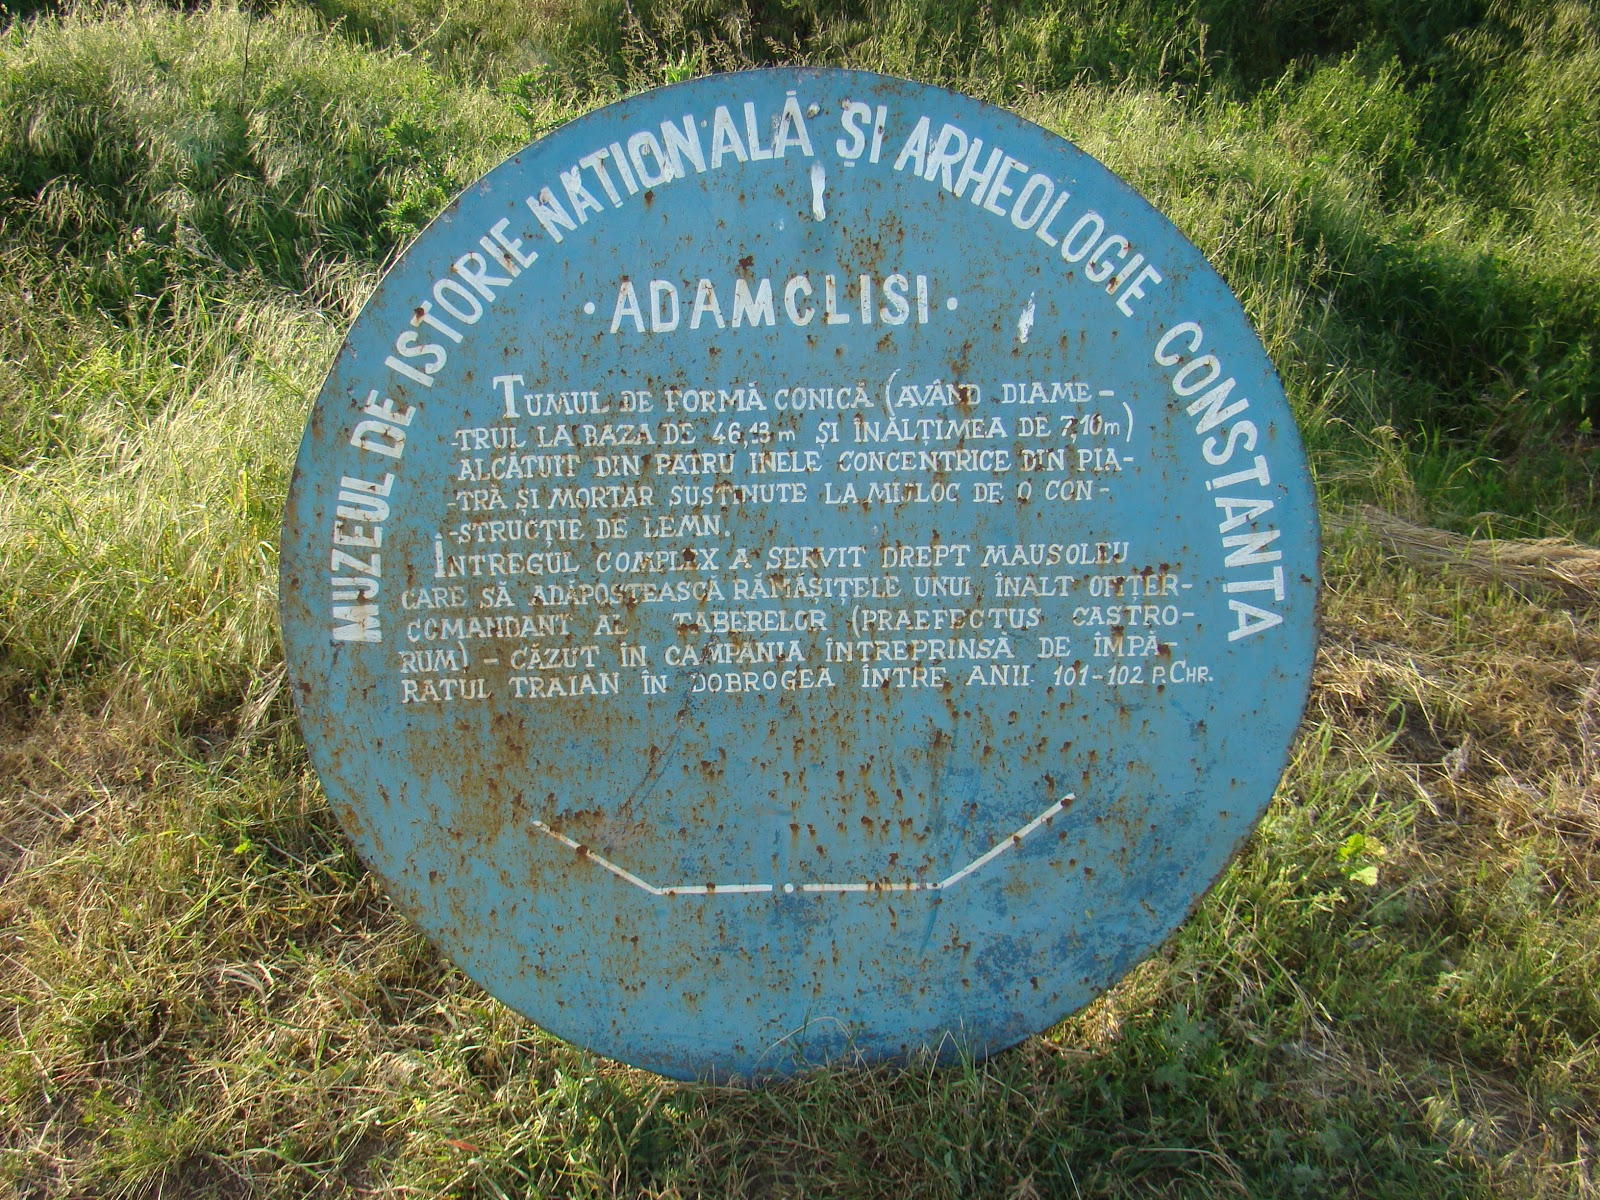 MUZEUL DE ISTORIE NAȚIONALĂ ȘI ARHEOLOGIE CONSTANȚA
· ADAMCLISI ·
TUMUL DE FORMĂ CONICĂ (AVÂND DIAME-
-TRUL LA BAZA DE 46,13 m ȘI ÎNALȚIMEA DE 7,10m)
ALCĂTUIT DIN PATRU INELE CONCENTRICE DIN PIA-
-TRĂ ȘI MORTAR SUSTINUTE LA MIJLOC DE O CON-
-STRUCȚIE DE LEMN.
ÎNTREGUL COMPLEX A SERVIT DREPT MAUSOLEU
CARE SĂ ADĂPOSTEASCĂ RĂMĂȘIȚELE UNUI ÎNALT OFIȚER-
COMANDANT AL TABERELOR (PRAEFECTUS CASTRO-
RUM) - CĂZUT ÎN CAMPANIA ÎNTREPRINSĂ DE ÎMPĂ-
RATUL TRAIAN ÎN DOBROGEA ÎNTRE ANII 101-102 P.CHR.